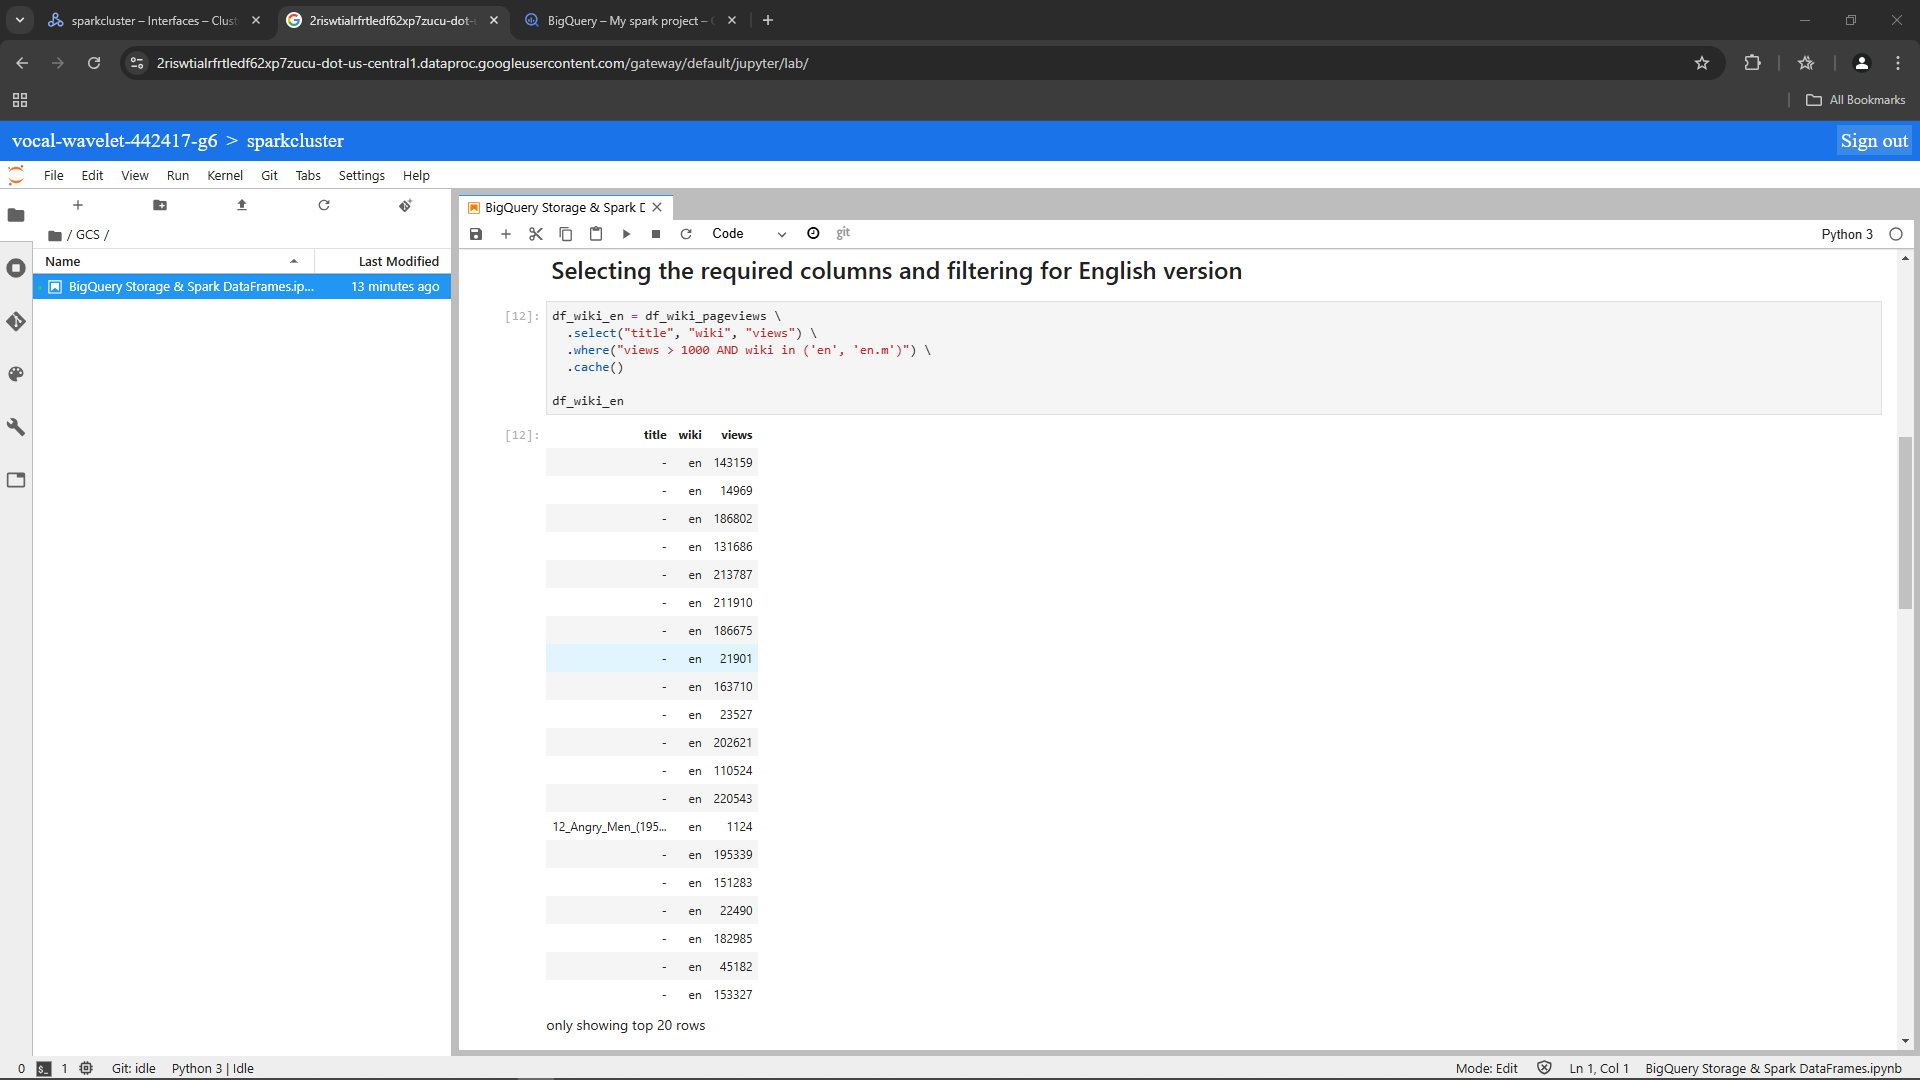 sparkcluster – Interfaces – Clust
2riswtialrfrtledf62xp7zucu-dot-
BigQuery – My spark project –
2riswtialrfrtledf62xp7zucu-dot-us-central1.dataproc.googleusercontent.com/gateway/default/jupyter/lab/
All Bookmarks
vocal-wavelet-442417-g6 > sparkcluster
Sign out
File Edit View Run Kernel Git Tabs Settings Help
/ GCS /
Name Last Modified
BigQuery Storage & Spark DataFrames.ip... 13 minutes ago
BigQuery Storage & Spark D
Code
git
Python 3
Selecting the required columns and filtering for English version
[12]: df_wiki_en = df_wiki_pageviews \
.select("title", "wiki", "views") \
.where("views > 1000 AND wiki in ('en', 'en.m')") \
.cache()
df_wiki_en
[12]: title wiki views
- en 143159
- en 14969
- en 186802
- en 131686
- en 213787
- en 211910
- en 186675
- en 21901
- en 163710
- en 23527
- en 202621
- en 110524
- en 220543
12_Angry_Men_(195... en 1124
- en 195339
- en 151283
- en 22490
- en 182985
- en 45182
- en 153327
only showing top 20 rows
0 $_ 1 Git: idle Python 3 | Idle
Mode: Edit Ln 1, Col 1 BigQuery Storage & Spark DataFrames.ipynb